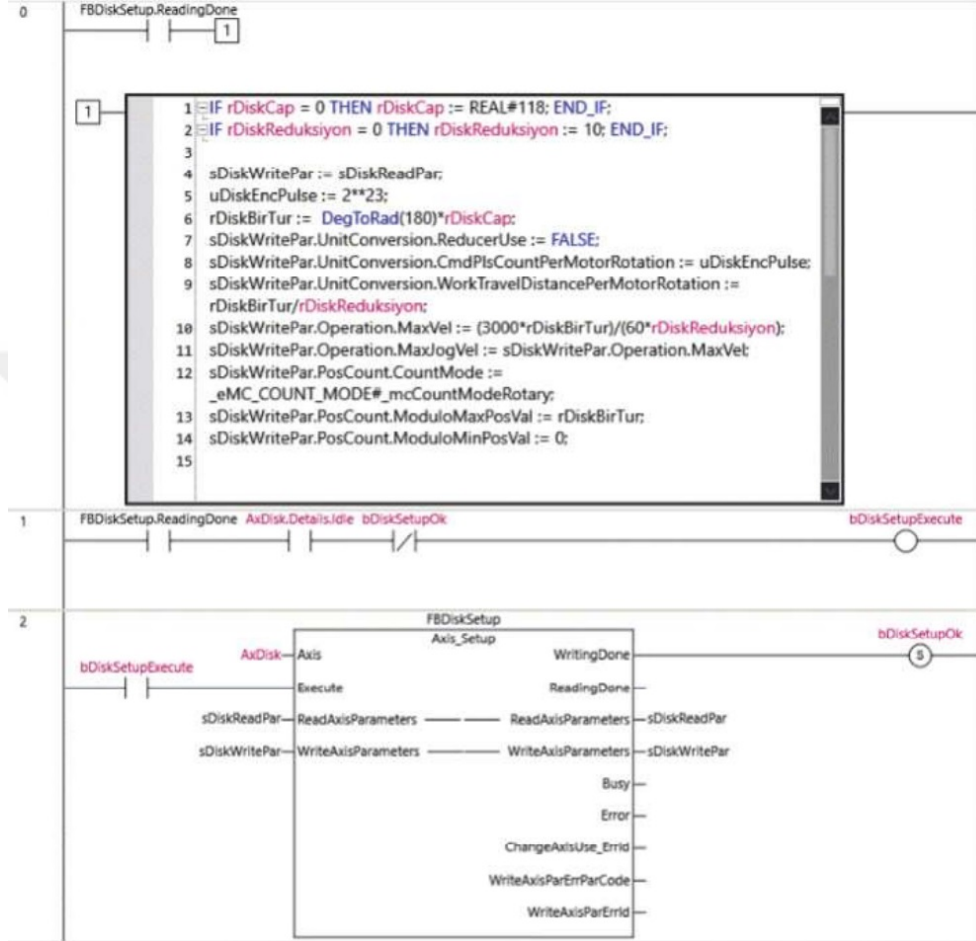 0
FBDiskSetup.ReadingDone
1
1
1 IF rDiskCap = 0 THEN rDiskCap := REAL#118; END_IF;
2 IF rDiskReduksiyon = 0 THEN rDiskReduksiyon := 10; END_IF;
3
4 sDiskWritePar := sDiskReadPar;
5 uDiskEncPulse := 2**23;
6 rDiskBirTur := DegToRad(180)*rDiskCap;
7 sDiskWritePar.UnitConversion.ReducerUse := FALSE;
8 sDiskWritePar.UnitConversion.CmdPlsCountPerMotorRotation := uDiskEncPulse;
9 sDiskWritePar.UnitConversion.WorkTravelDistancePerMotorRotation :=
rDiskBirTur/rDiskReduksiyon;
10 sDiskWritePar.Operation.MaxVel := (3000*rDiskBirTur)/(60*rDiskReduksiyon);
11 sDiskWritePar.Operation.MaxJogVel := sDiskWritePar.Operation.MaxVel;
12 sDiskWritePar.PosCount.CountMode :=
_eMC_COUNT_MODE#_mcCountModeRotary;
13 sDiskWritePar.PosCount.ModuloMaxPosVal := rDiskBirTur;
14 sDiskWritePar.PosCount.ModuloMinPosVal := 0;
15
1
FBDiskSetup.ReadingDone AxDisk.Details.Idle bDiskSetupOk bDiskSetupExecute
2
FBDiskSetup
Axis_Setup
bDiskSetupOk
AxDisk Axis WritingDone S
bDiskSetupExecute
Execute ReadingDone
sDiskReadPar ReadAxisParameters ReadAxisParameters sDiskReadPar
sDiskWritePar WriteAxisParameters WriteAxisParameters sDiskWritePar
Busy
Error
ChangeAxisUse_ErrId
WriteAxisParErrParCode
WriteAxisParErrId